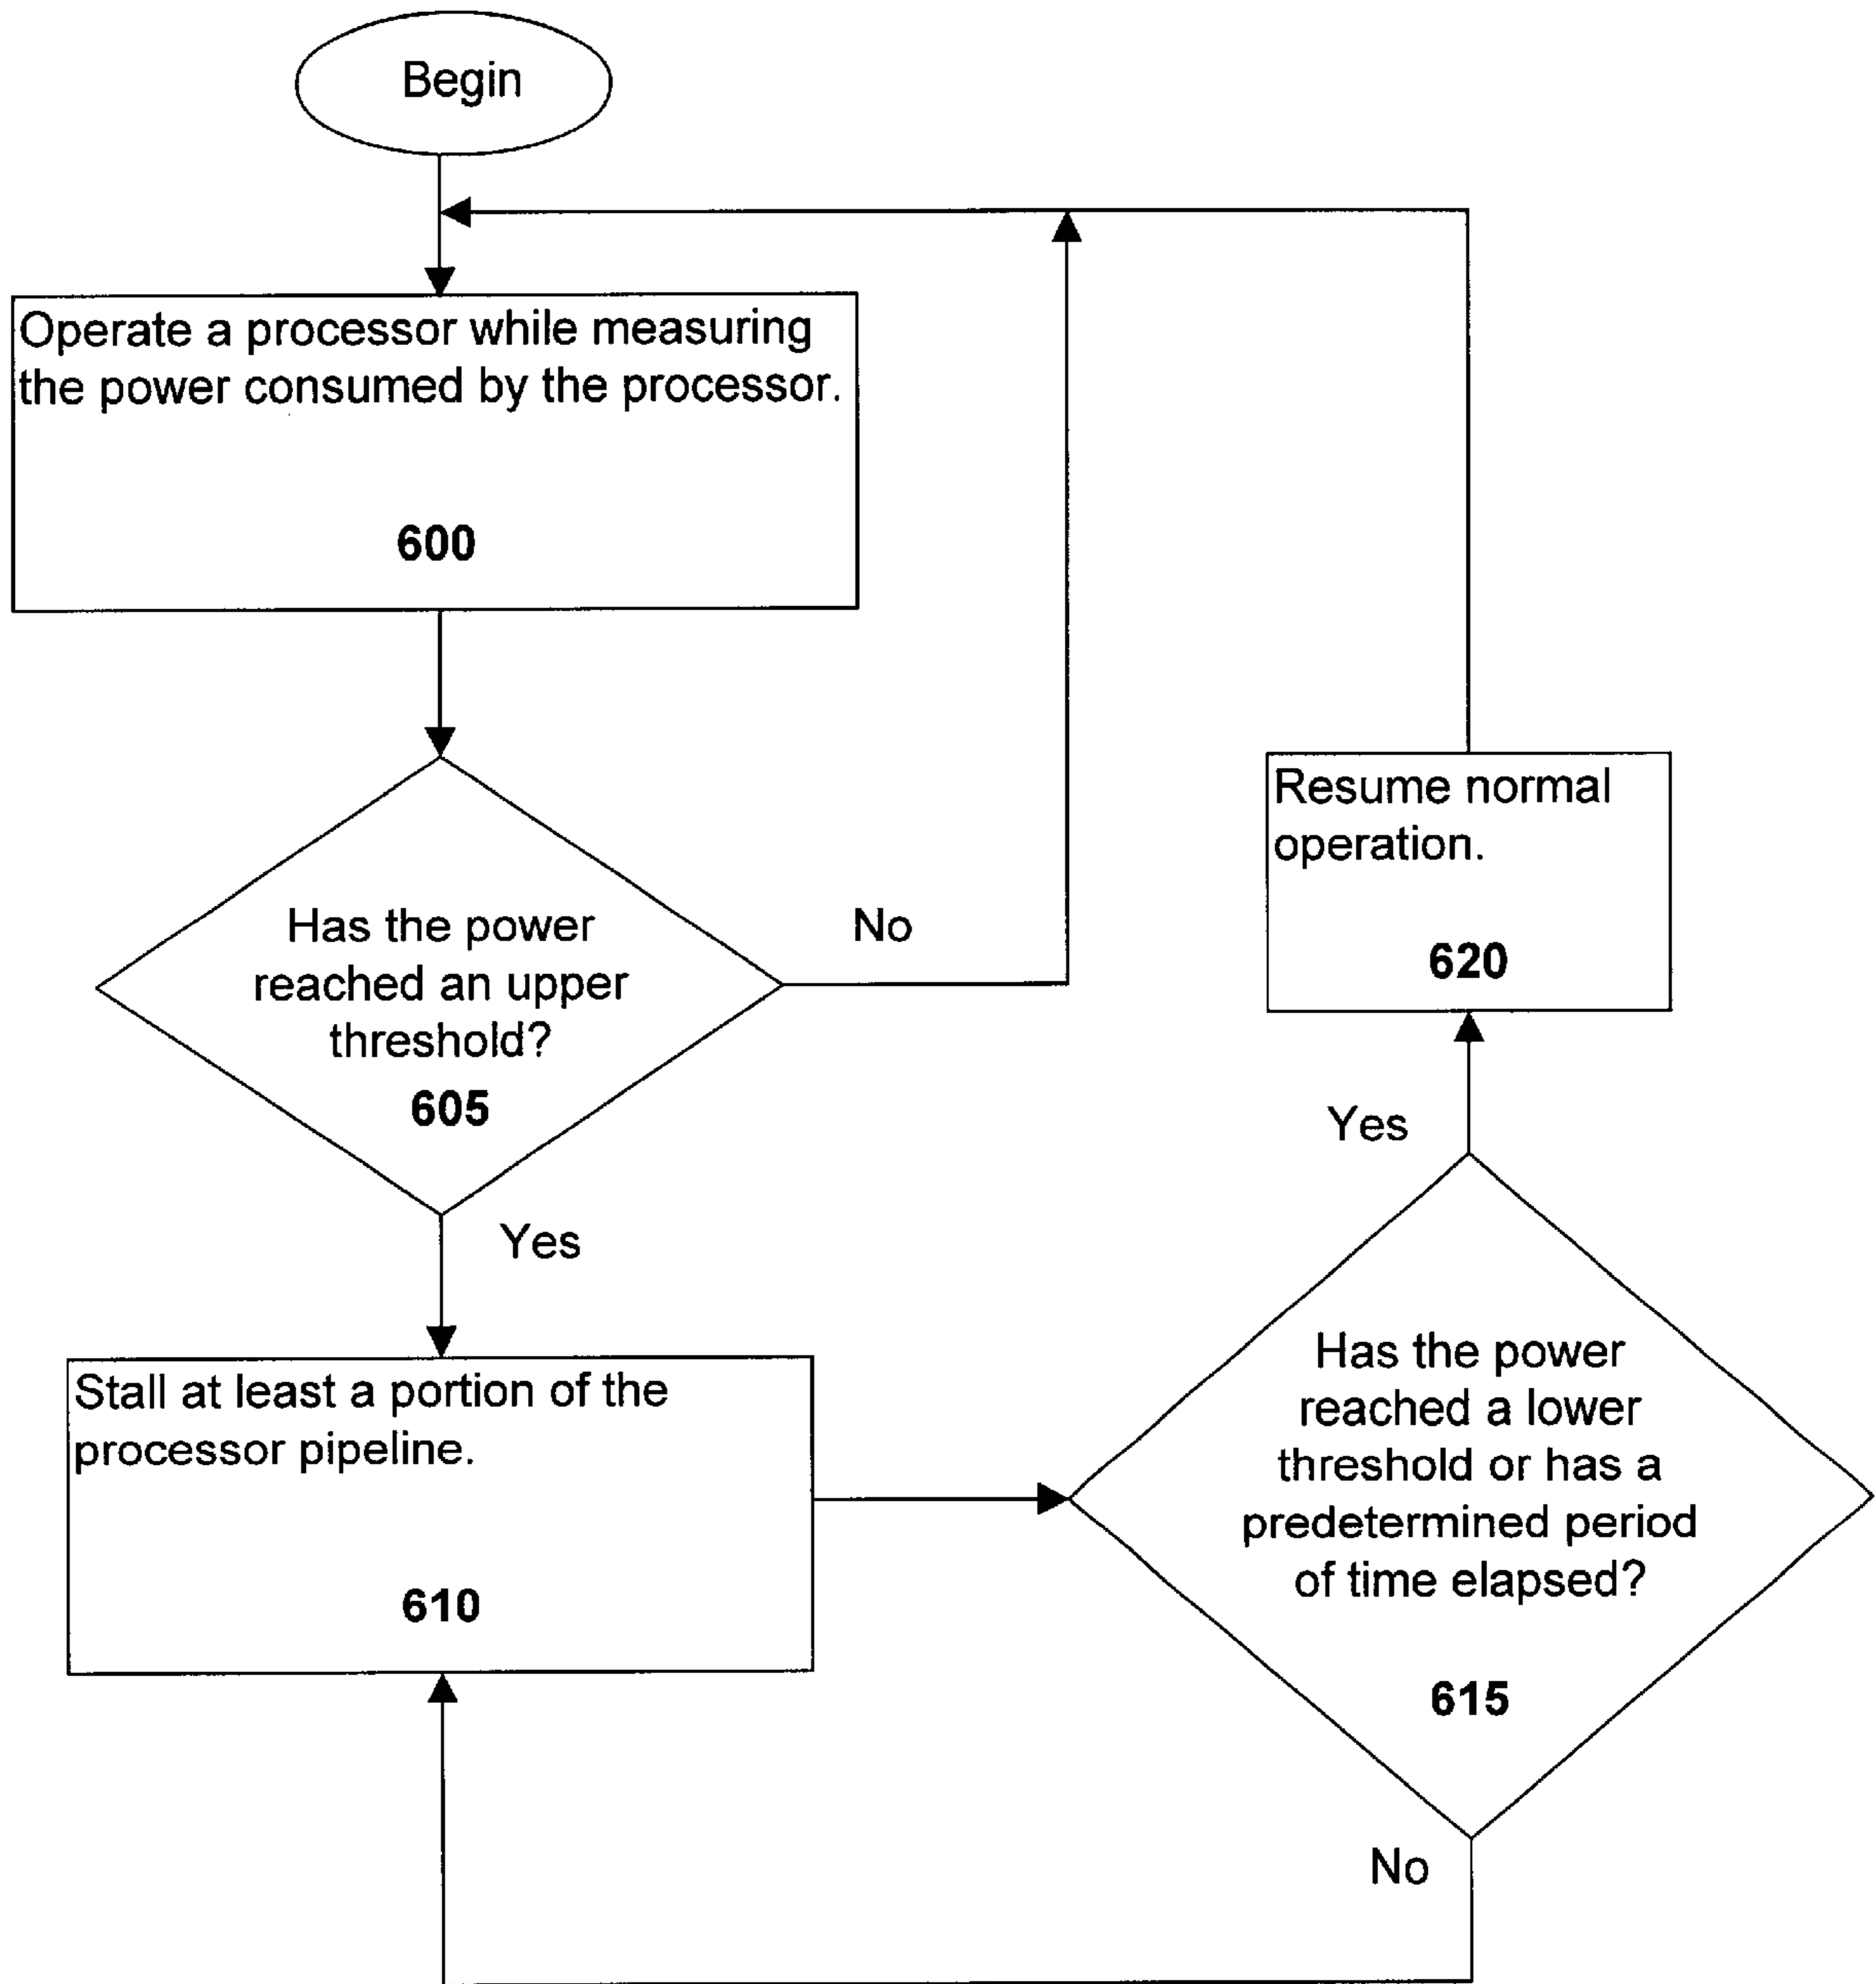 Begin
Operate a processor while measuring
the power consumed by the processor.
600
Has the power
reached an upper
threshold?
605
No
Yes
Stall at least a portion of the
processor pipeline.
610
Has the power
reached a lower
threshold or has a
predetermined period
of time elapsed?
615
No
Yes
Resume normal
operation.
620